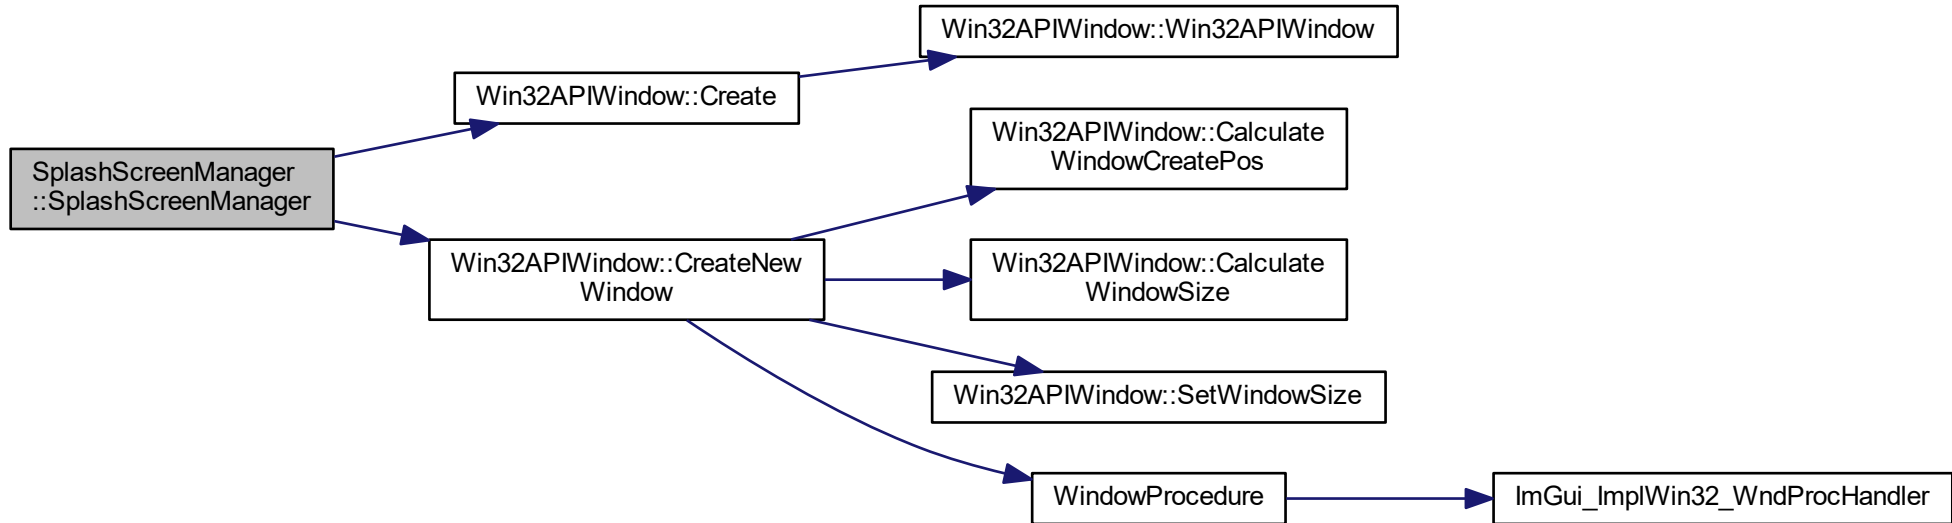 Win32APIWindow::Win32APIWindow
Win32APIWindow::Create
Win32APIWindow::Calculate
WindowCreatePos
SplashScreenManager
::SplashScreenManager
Win32APIWindow::CreateNew
Window
Win32APIWindow::Calculate
WindowSize
Win32APIWindow::SetWindowSize
WindowProcedure
ImGui_ImplWin32_WndProcHandler